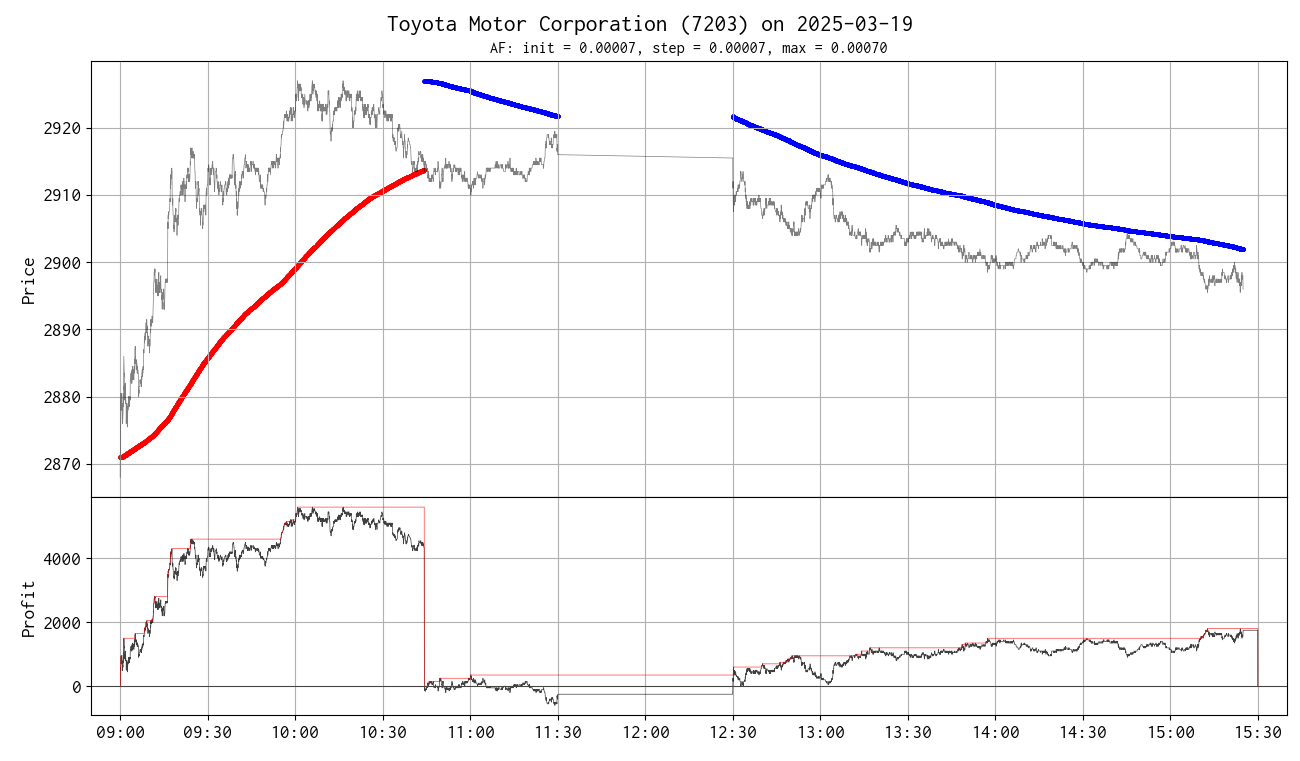 Toyota Motor Corporation (7203) on 2025-03-19
AF: init = 0.00007, step = 0.00007, max = 0.00070
Price
2920
2910
2900
2890
2880
2870
Profit
4000
2000
0
09:00 09:30 10:00 10:30 11:00 11:30 12:00 12:30 13:00 13:30 14:00 14:30 15:00 15:30